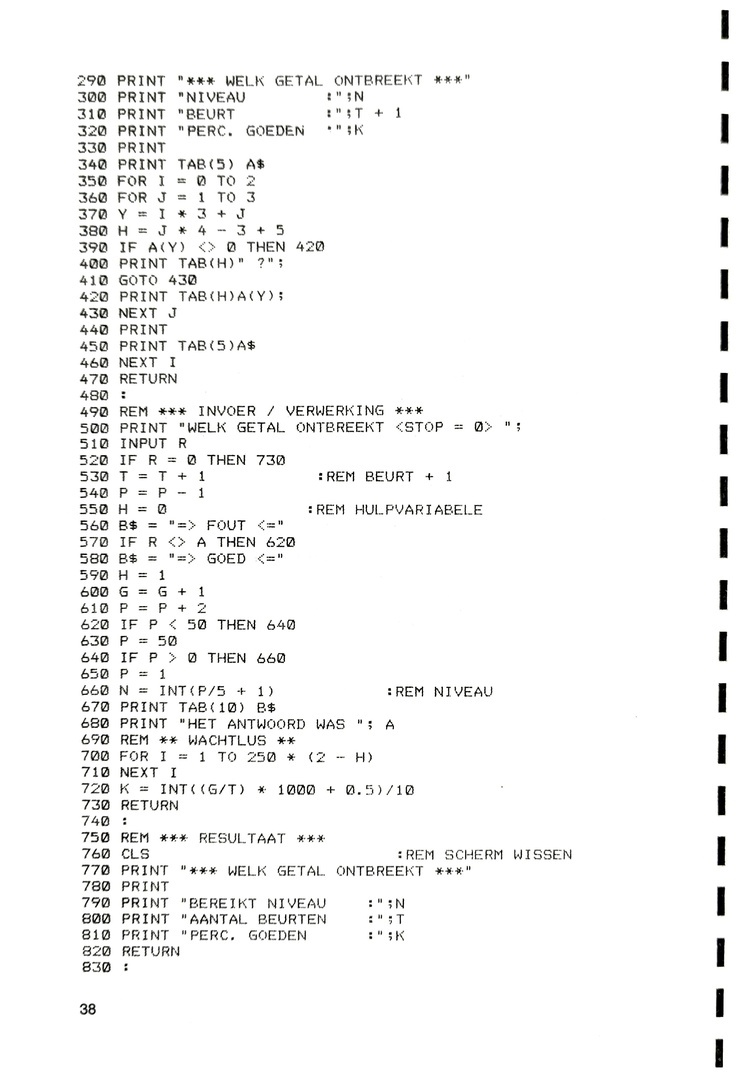 290 PRINT "*** WELK GETAL ONTBREEKT ***"
300 PRINT "NIVEAU          :";N
310 PRINT "BEURT           :";T + 1
320 PRINT "PERC. GOEDEN  :";K
330 PRINT
340 PRINT TAB(5) A$
350 FOR I = 0 TO 2
360 FOR J = 1 TO 3
370 Y = I * 3 + J
380 H = J * 4 - 3 + 5
390 IF A(Y) <> 0 THEN 420
400 PRINT TAB(H)" ?";
410 GOTO 430
420 PRINT TAB(H)A(Y);
430 NEXT J
440 PRINT
450 PRINT TAB(5)A$
460 NEXT I
470 RETURN
480 :
490 REM *** INVOER / VERWERKING ***
500 PRINT "WELK GETAL ONTBREEKT <STOP = 0> ";
510 INPUT R
520 IF R = 0 THEN 730
530 T = T + 1             :REM BEURT + 1
540 P = P - 1
550 H = 0                :REM HULPVARIABELE
560 B$ = "=> FOUT <="
570 IF R <> A THEN 620
580 B$ = "=> GOED <="
590 H = 1
600 G = G + 1
610 P = P + 2
620 IF P < 50 THEN 640
630 P = 50
640 IF P > 0 THEN 660
650 P = 1
660 N = INT(P/5 + 1)             :REM NIVEAU
670 PRINT TAB(10) B$
680 PRINT "HET ANTWOORD WAS "; A
690 REM ** WACHTLUS **
700 FOR I = 1 TO 250 * (2 - H)
710 NEXT I
720 K = INT((G/T) * 1000 + 0.5)/10
730 RETURN
740 :
750 REM *** RESULTAAT ***
760 CLS                             :REM SCHERM WISSEN
770 PRINT "*** WELK GETAL ONTBREEKT ***"
780 PRINT
790 PRINT "BEREIKT NIVEAU     :";N
800 PRINT "AANTAL BEURTEN     :";T
810 PRINT "PERC. GOEDEN       :";K
820 RETURN
830 :
38